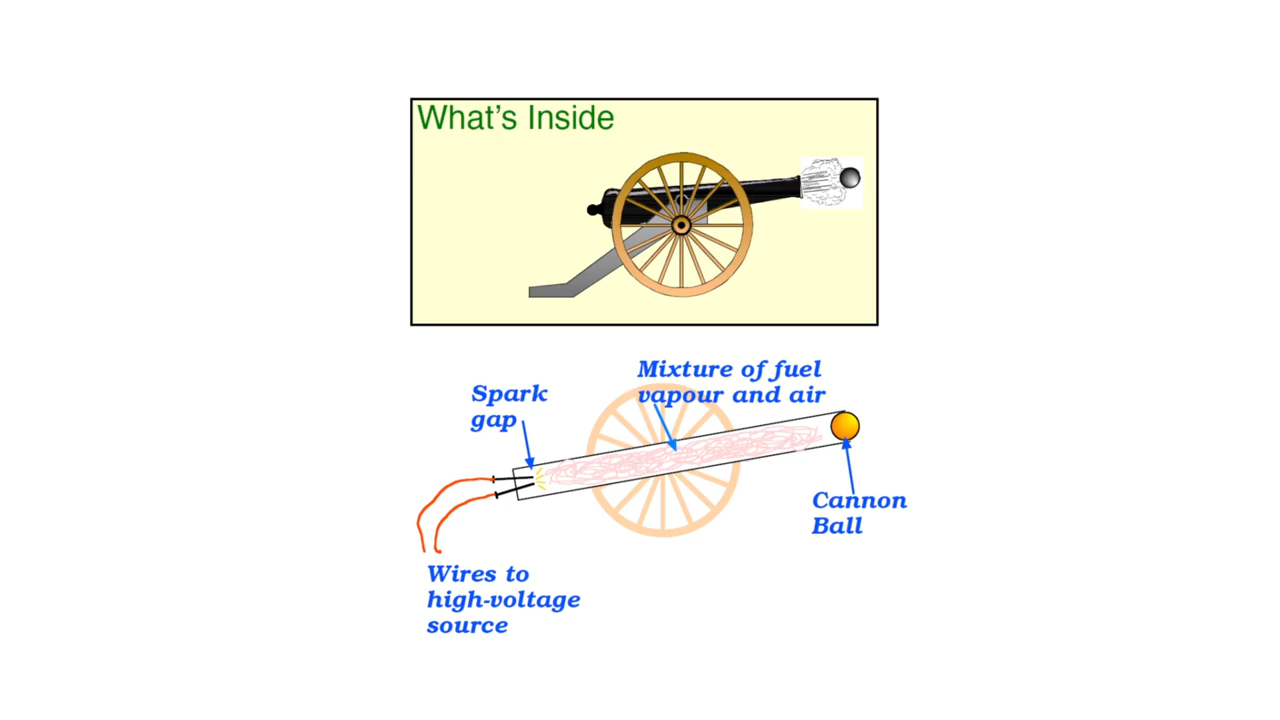 What's Inside
Mixture of fuel
vapour and air
Spark
gap
Cannon
Ball
Wires to
high-voltage
source